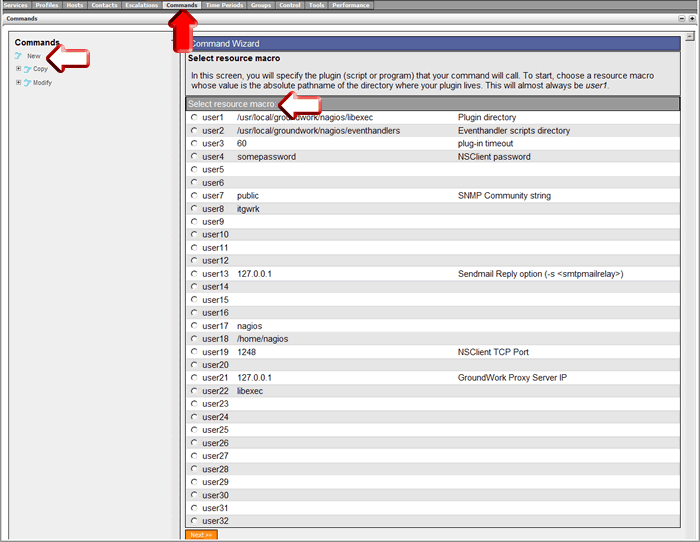 Services Profiles Hosts Contacts Escalations Commands Time Periods Groups Control Tools Performance
Commands
Commands
New
Copy
Modify
Command Wizard
Select resource macro
In this screen, you will specify the plugin (script or program) that your command will call. To start, choose a resource macro
whose value is the absolute pathname of the directory where your plugin lives. This will almost always be user1.
Select resource macro:
user1 /usr/local/groundwork/nagios/libexec Plugin directory
user2 /usr/local/groundwork/nagios/eventhandlers Eventhandler scripts directory
user3 60 plug-in timeout
user4 somepassword NSClient password
user5
user6
user7 public SNMP Community string
user8 itgwrk
user9
user10
user11
user12
user13 127.0.0.1 Sendmail Reply option (-s <smtpmailrelay>)
user14
user15
user16
user17 nagios
user18 /home/nagios
user19 1248 NSClient TCP Port
user20
user21 127.0.0.1 GroundWork Proxy Server IP
user22 libexec
user23
user24
user25
user26
user27
user28
user29
user30
user31
user32
Next >>